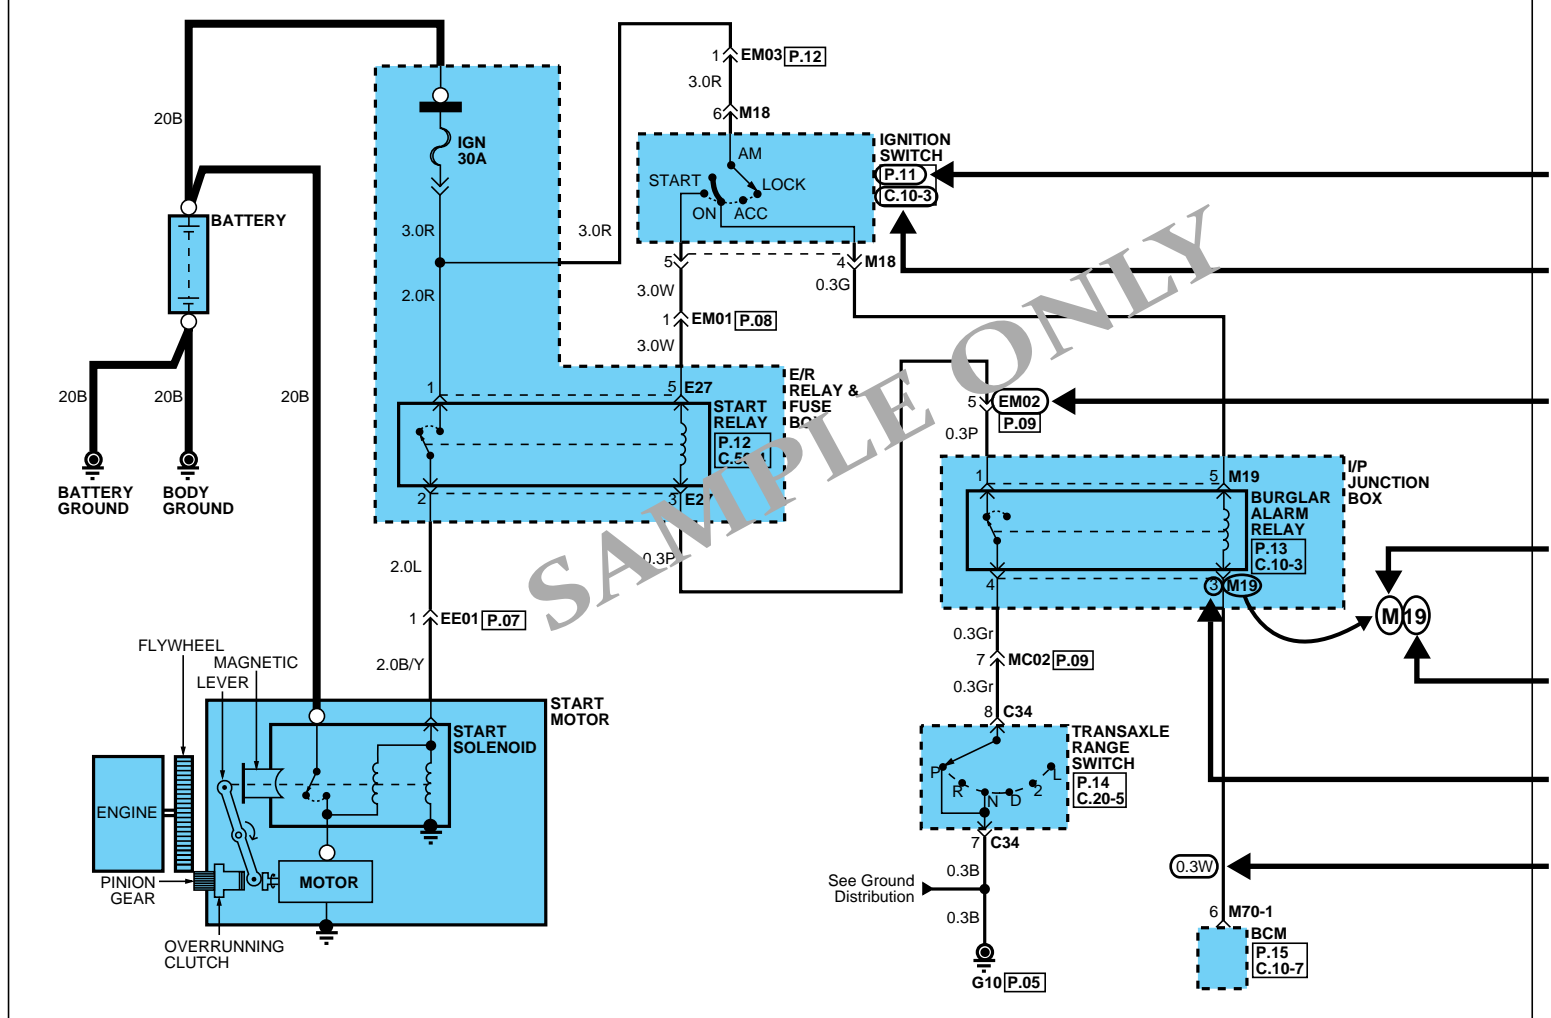 1 EM03 P.12
3.0R
6 M18
20B
IGN
30A
IGNITION
SWITCH
P.11
C.10-3
AM
START
LOCK
ON
ACC
BATTERY
3.0R
3.0R
5
4 M18
3.0W
0.3G
2.0R
1 EM01 P.08
3.0W
E/R
RELAY &
FUSE
1
5 E27
START
RELAY
P.12
20B
20B
20B
5 EM02
P.09
0.3P
I/P
JUNCTION
BOX
1
5 M19
BURGLAR
ALARM
RELAY
P.13
C.10-3
BATTERY
GROUND
BODY
GROUND
2
3 E27
2.0L
0.3P
4
3 M19
M19
1 EE01 P.07
2.0B/Y
0.3Gr
7 MC02 P.09
0.3Gr
FLYWHEEL
MAGNETIC
LEVER
START
MOTOR
START
SOLENOID
8 C34
TRANSAXLE
RANGE
SWITCH
P.14
C.20-5
P
R
N
D
2
L
ENGINE
7 C34
PINION
GEAR
MOTOR
See Ground
Distribution
0.3B
0.3B
0.3W
6 M70-1
BCM
P.15
C.10-7
OVERRUNNING
CLUTCH
G10 P.05
SAMPLE ONLY